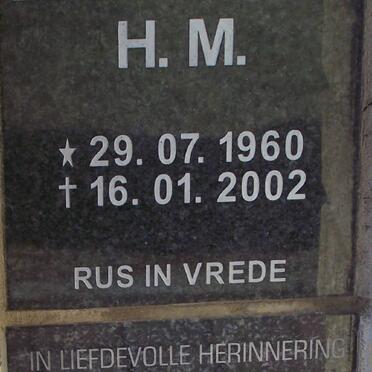 H. M.
★ 29. 07. 1960
† 16. 01. 2002
RUS IN VREDE
IN LIEFDEVOLLE HERINNERING